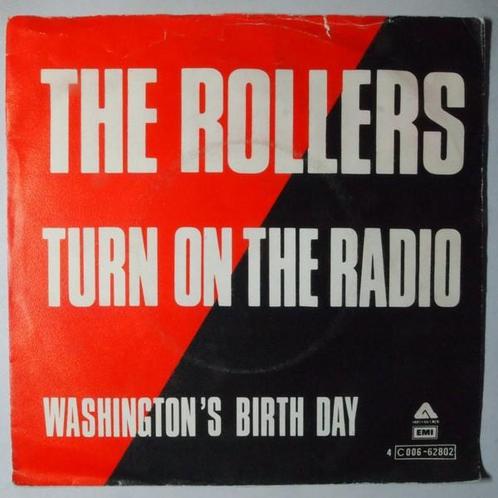 THE ROLLERS
TURN ON THE RADIO
WASHINGTON'S BIRTH DAY
EMI
4 C 006-62802